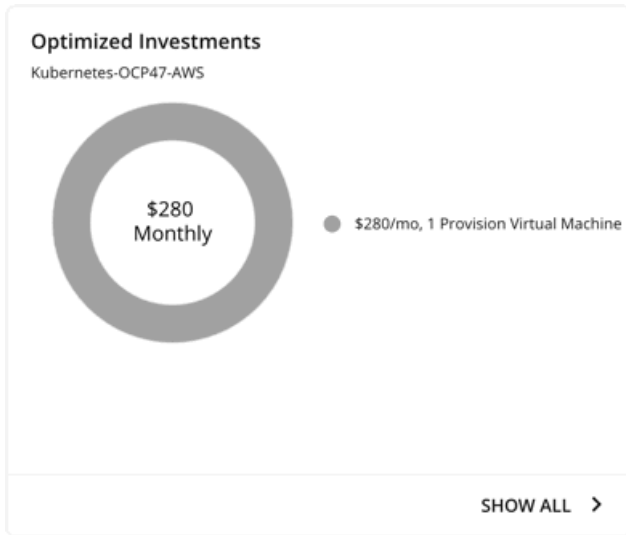 Optimized Investments
Kubernetes-OCP47-AWS
$280
Monthly
$280/mo, 1 Provision Virtual Machine
SHOW ALL